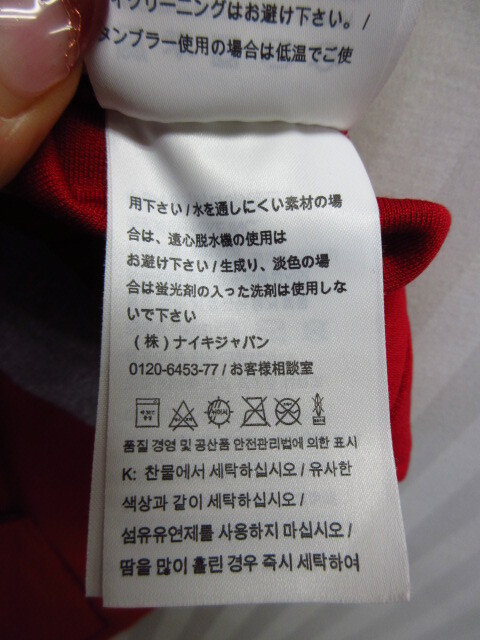 イクリーニングはお避け下さい。/
タンブラー使用の場合は低温でご使
用下さい/水を通しにくい素材の場
合は、遠心脱水機の使用は
お避け下さい/生成り、淡色の場
合は蛍光剤の入った洗剤は使用しな
いで下さい
(株)ナイキジャパン
0120-6453-77/お客様相談室
품질 경영 및 공산품 안전관리법에 의한 표시
K: 찬물에서 세탁하십시오 / 유사한
색상과 같이 세탁하십시오 /
섬유유연제를 사용하지 마십시오 /
땀을 많이 흘린 경우 즉시 세탁하여